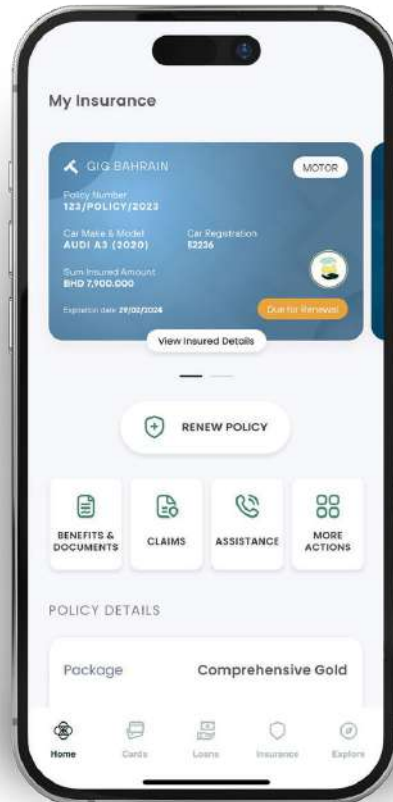 My Insurance
GIG BAHRAIN
MOTOR
Policy Number
123/POLICY/2023
Car Make & Model
Car Registration
AUDI A3 (2020)
52236
Sum Insured Amount
BHD 7,900.000
Expiration date 29/02/2024
Due for Renewal
View Insured Details
RENEW POLICY
BENEFITS &
DOCUMENTS
CLAIMS
ASSISTANCE
MORE
ACTIONS
POLICY DETAILS
Package
Comprehensive Gold
Home
Cards
Loans
Insurance
Explore